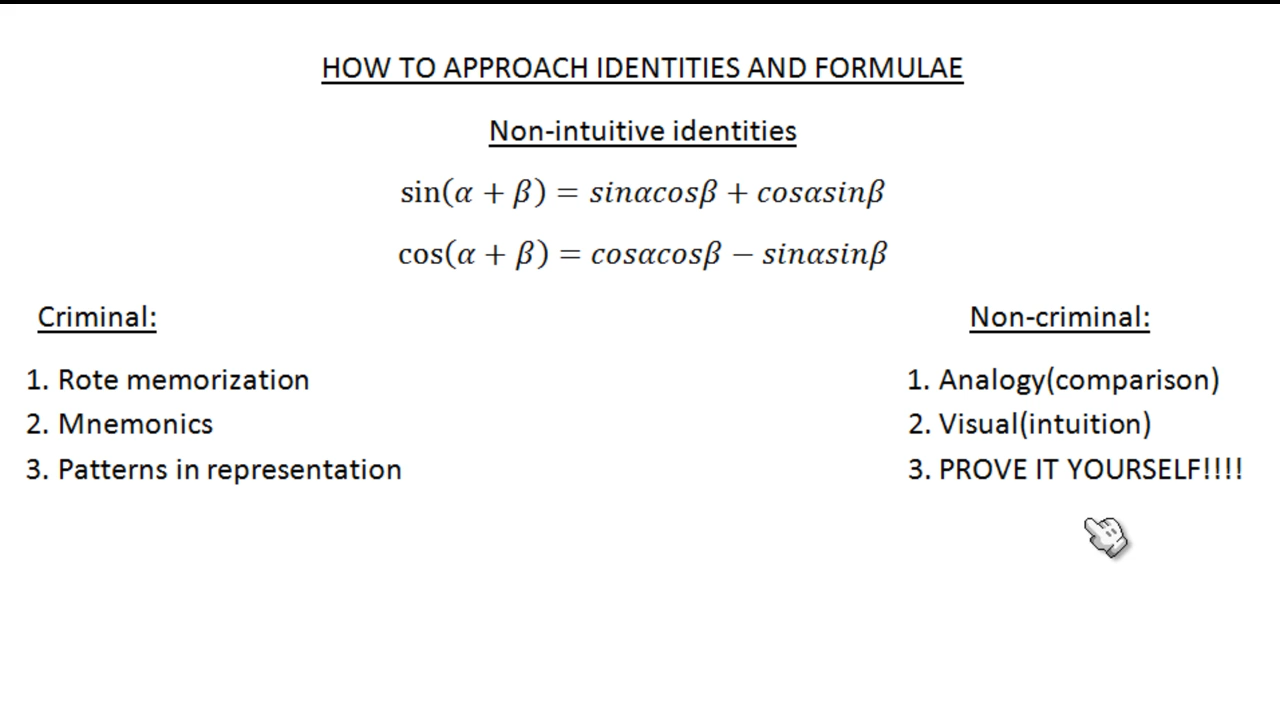 HOW TO APPROACH IDENTITIES AND FORMULAE
Non-intuitive identities
sin(α + β) = sinαcosβ + cosαsinβ
cos(α + β) = cosαcosβ − sinαsinβ
Criminal:
1. Rote memorization
2. Mnemonics
3. Patterns in representation
Non-criminal:
1. Analogy(comparison)
2. Visual(intuition)
3. PROVE IT YOURSELF!!!!